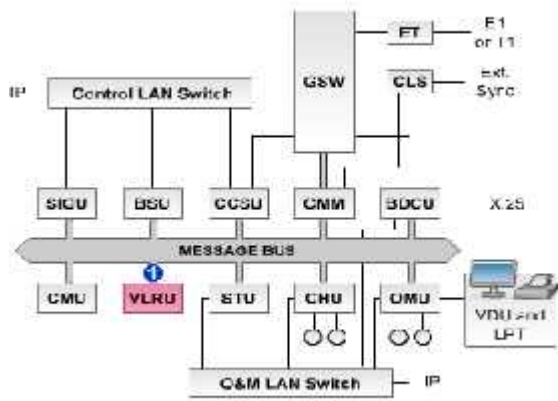 ET
E1
or T1
GSW
CLS
Ext.
Sync
IP
Control LAN Switch
SIGU
BSU
CCSU
CMM
BDCU
X.25
MESSAGE BUS
1
CMU
VLRU
STU
CHU
OMU
VDU and
LPT
O&M LAN Switch
IP